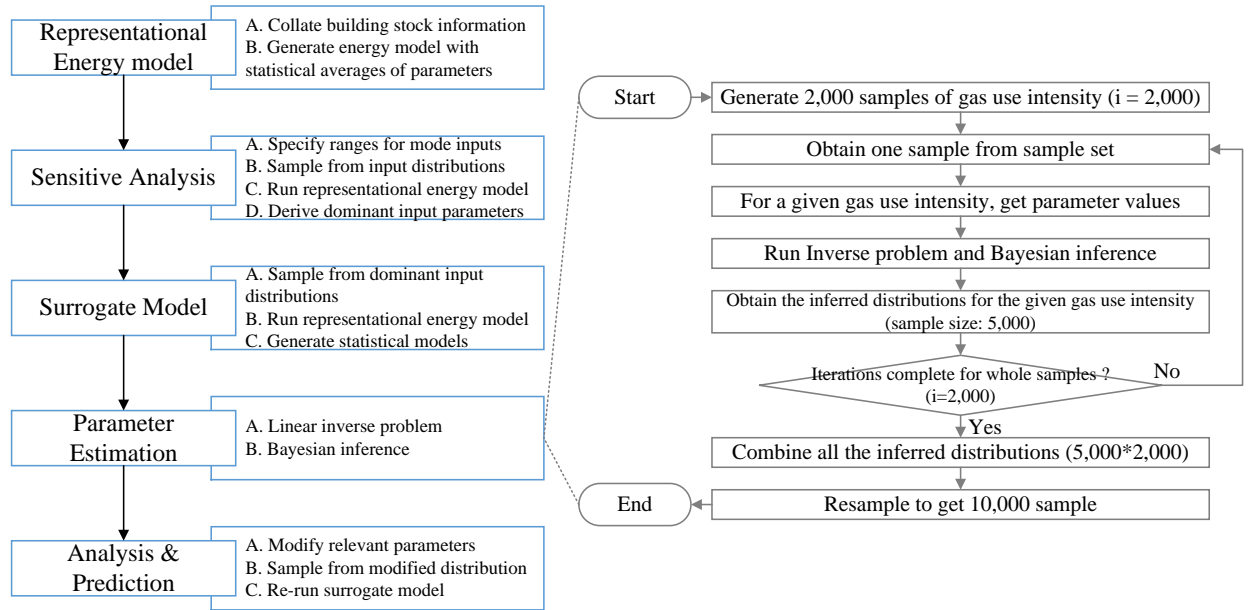 Representational
Energy model
A. Collate building stock information
B. Generate energy model with
statistical averages of parameters
Sensitive Analysis
A. Specify ranges for mode inputs
B. Sample from input distributions
C. Run representational energy model
D. Derive dominant input parameters
Surrogate Model
A. Sample from dominant input
distributions
B. Run representational energy model
C. Generate statistical models
Parameter
Estimation
A. Linear inverse problem
B. Bayesian inference
Analysis &
Prediction
A. Modify relevant parameters
B. Sample from modified distribution
C. Re-run surrogate model
Start
Generate 2,000 samples of gas use intensity (i = 2,000)
Obtain one sample from sample set
For a given gas use intensity, get parameter values
Run Inverse problem and Bayesian inference
Obtain the inferred distributions for the given gas use intensity
(sample size: 5,000)
Iterations complete for whole samples ?
(i=2,000)
No
Yes
Combine all the inferred distributions (5,000*2,000)
Resample to get 10,000 sample
End